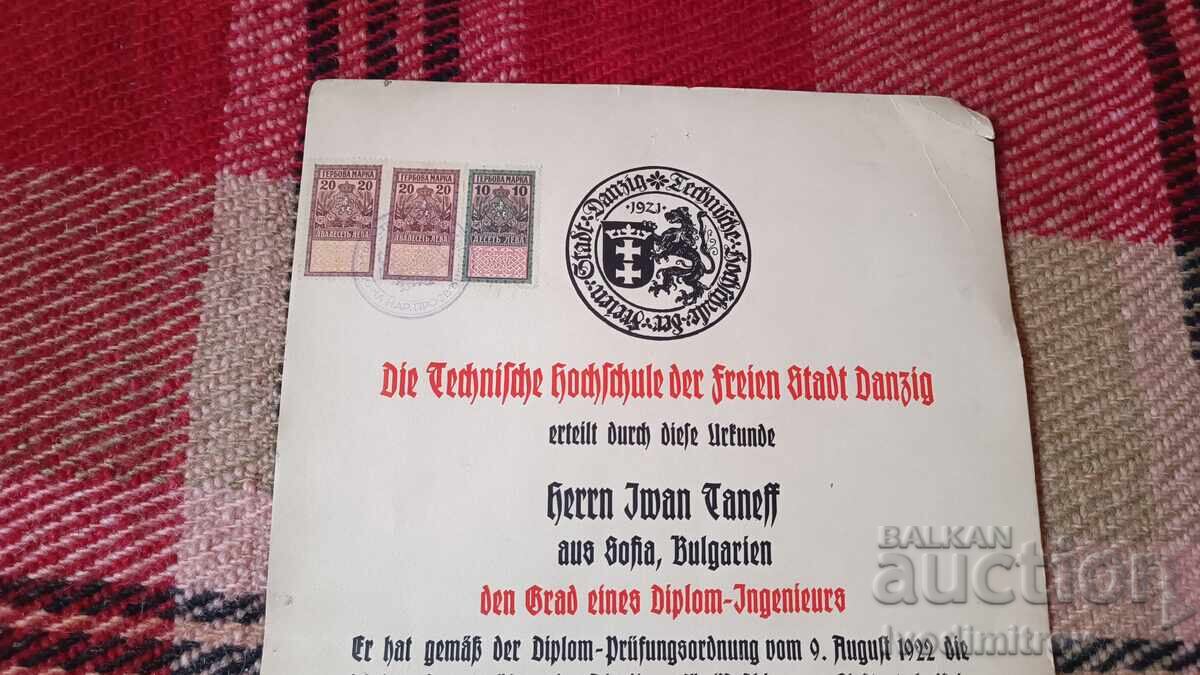 ГЕРБОВА МАРКА
20 20
ДВАДЕСЕТЬ ЛЕВА
ГЕРБОВА МАРКА
20 20
ДВАДЕСЕТЬ ЛЕВА
ГЕРБОВА МАРКА
10 10
ДЕСЕТЬ ЛЕВА
Technische Hochschule der Freien Stadt Danzig
1921
Die Technische Hochschule der Freien Stadt Danzig
erteilt durch diese Urkunde
Herrn Iwan Taneff
aus Sofia, Bulgarien
den Grad eines Diplom-Ingenieurs
Er hat gemäß der Diplom-Prüfungsordnung vom 9. August 1922 die
BALKAN
auction
Ivodimitrov